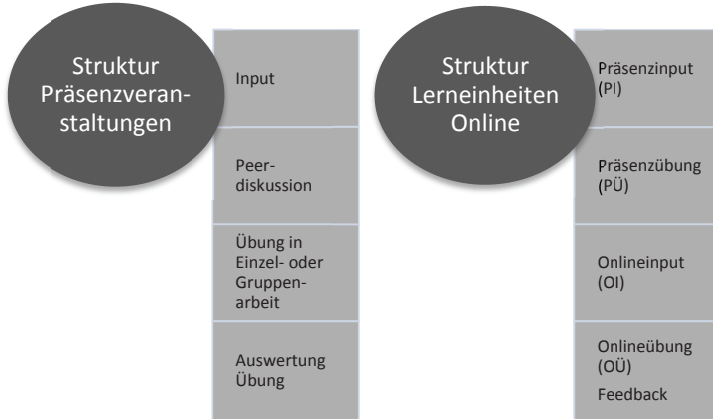 Struktur
Präsenzveran-
staltungen
Input
Peer-
diskussion
Übung in
Einzel- oder
Gruppen-
arbeit
Auswertung
Übung
Struktur
Lerneinheiten
Online
Präsenzinput
(PI)
Präsenzübung
(PÜ)
Onlineinput
(OI)
Onlineübung
(OÜ)
Feedback